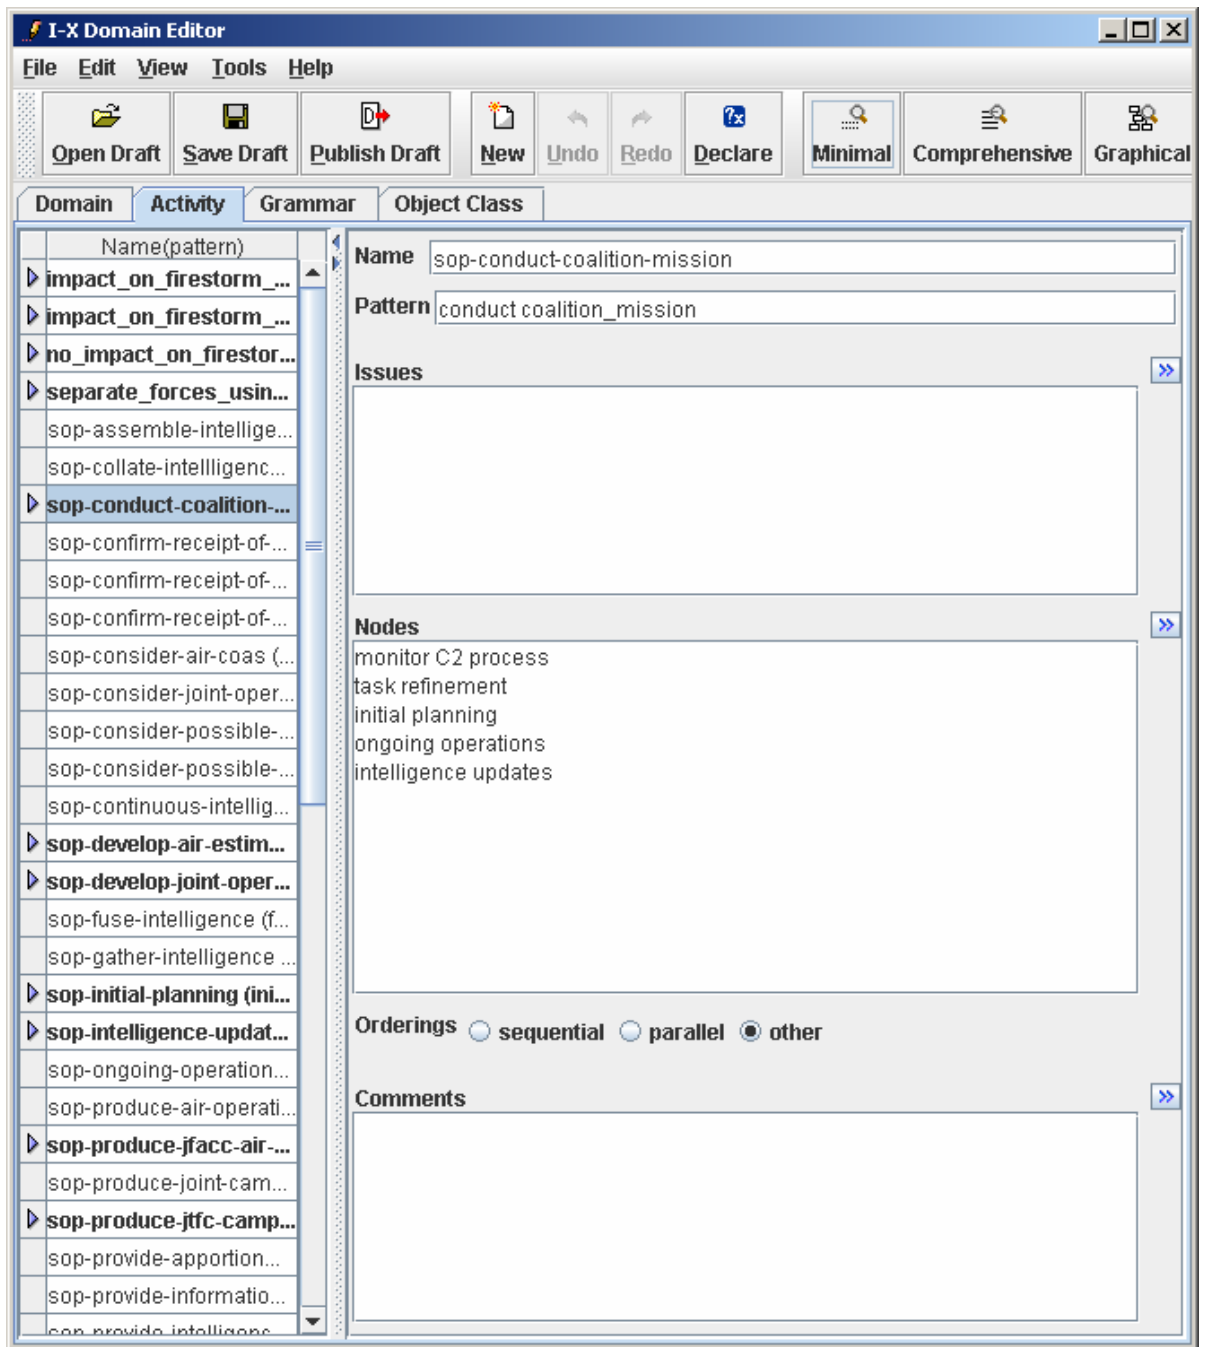 I-X Domain Editor
File Edit View Tools Help
Open Draft Save Draft Publish Draft New Undo Redo Declare Minimal Comprehensive Graphical
Domain Activity Grammar Object Class
Name(pattern)
impact_on_firestorm_...
impact_on_firestorm_...
no_impact_on_firestor...
separate_forces_usin...
sop-assemble-intellige...
sop-collate-intellligenc...
sop-conduct-coalition-...
sop-confirm-receipt-of-...
sop-confirm-receipt-of-...
sop-confirm-receipt-of-...
sop-consider-air-coas (...
sop-consider-joint-oper...
sop-consider-possible-...
sop-consider-possible-...
sop-continuous-intellig...
sop-develop-air-estim...
sop-develop-joint-oper...
sop-fuse-intelligence (f...
sop-gather-intelligence ...
sop-initial-planning (ini...
sop-intelligence-updat...
sop-ongoing-operation...
sop-produce-air-operati...
sop-produce-jfacc-air-...
sop-produce-joint-cam...
sop-produce-jtfc-camp...
sop-provide-apportion...
sop-provide-informatio...
sop-provide-intelligenc...
Name sop-conduct-coalition-mission
Pattern conduct coalition_mission
Issues
Nodes
monitor C2 process
task refinement
initial planning
ongoing operations
intelligence updates
Orderings sequential parallel other
Comments